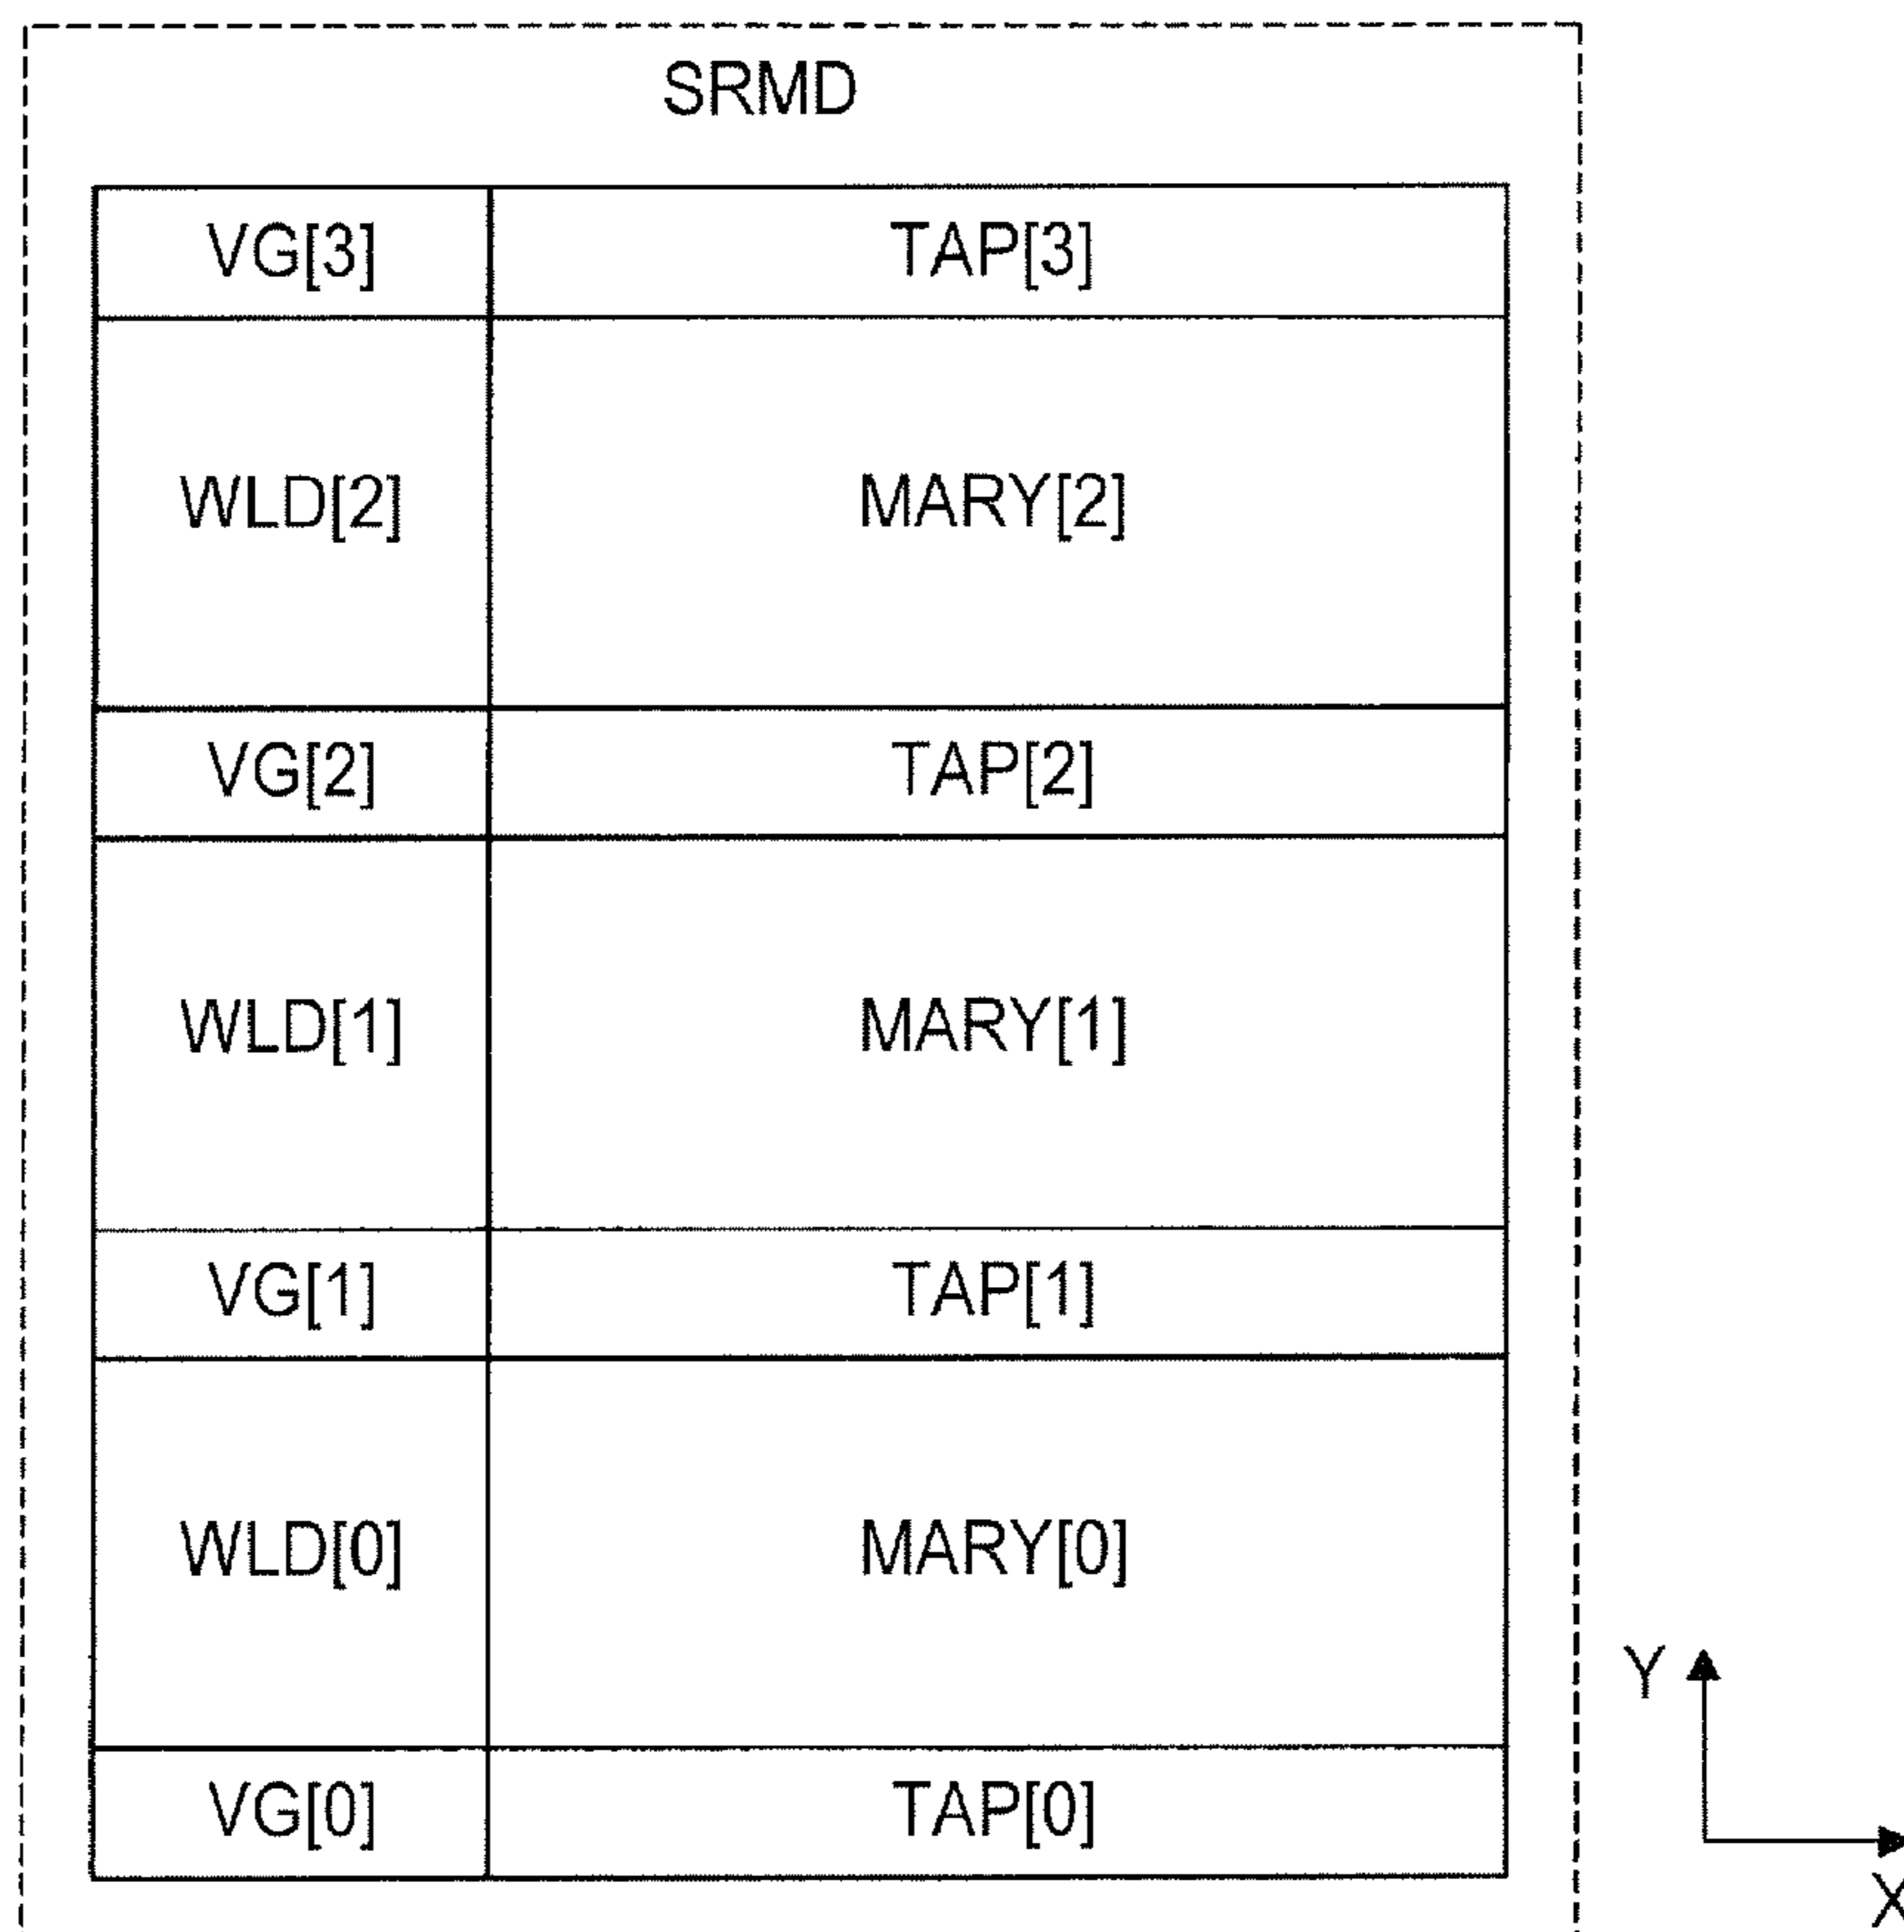 SRMD
VG[3] TAP[3]
WLD[2] MARY[2]
VG[2] TAP[2]
WLD[1] MARY[1]
VG[1] TAP[1]
WLD[0] MARY[0]
VG[0] TAP[0]
Y
X